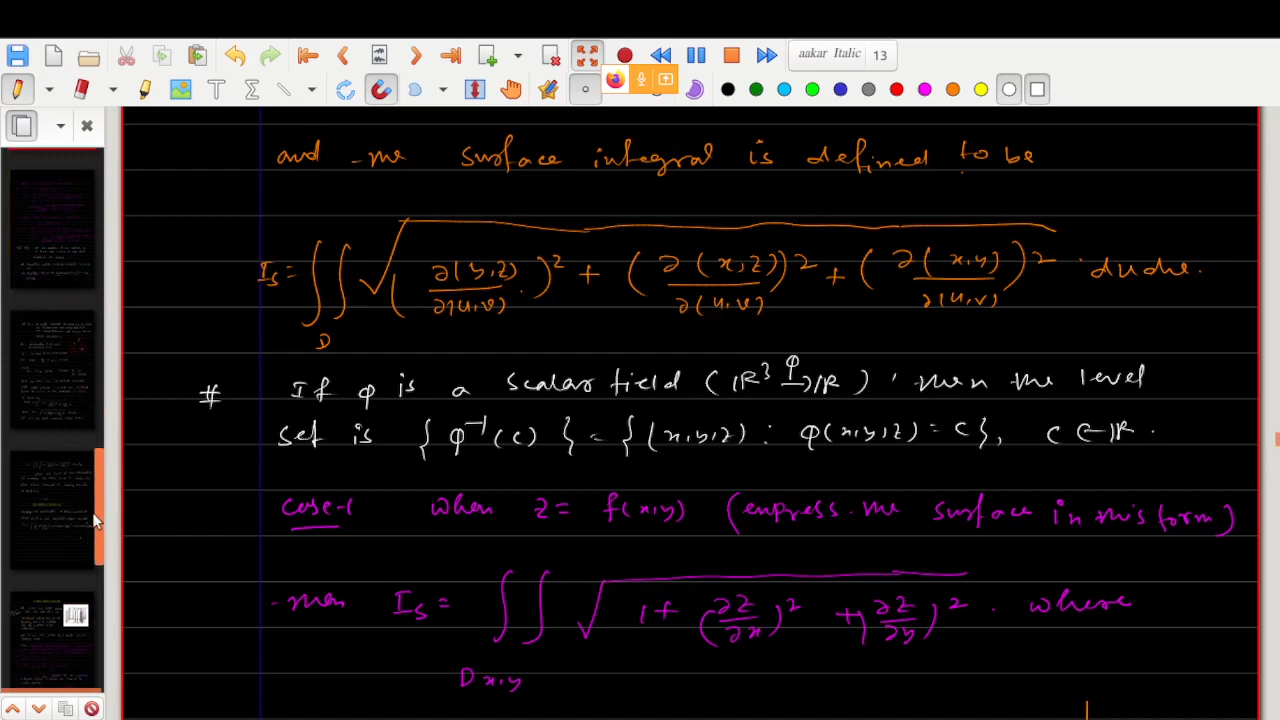 aakar Italic 13
and the surface integral is defined to be
I_S = ∫∫_D √( (∂(y,z)/∂(u,v))² + (∂(x,z)/∂(u,v))² + (∂(x,y)/∂(u,v))² ) · du dv.
# If φ is a scalar field (ℝ³ →^φ ℝ), then the level
set is { φ⁻¹(c) } = {(x,y,z) : φ(x,y,z) = c}, c ∈ ℝ.
case-1 when z = f(x,y) (express the surface in this form)
then I_S = ∫∫_{D x,y} √( 1 + (∂z/∂x)² + (∂z/∂y)² ) . where